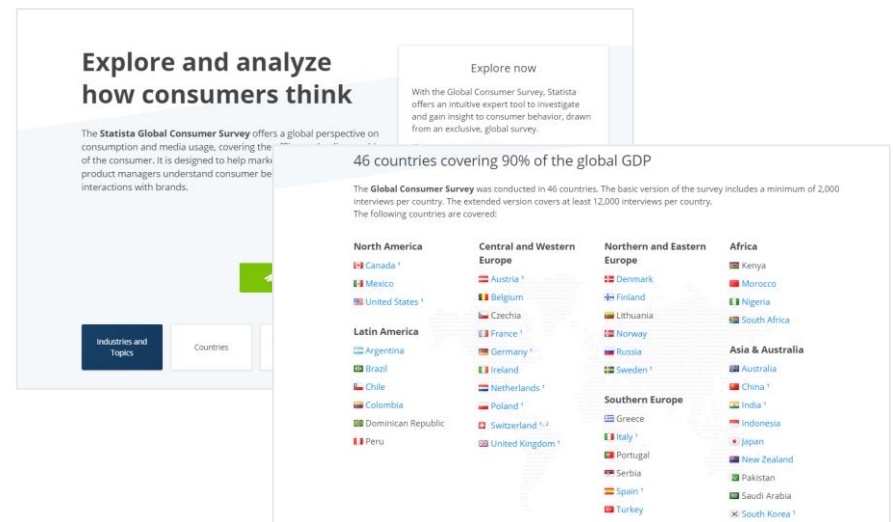 Explore and analyze
how consumers think
The Statista Global Consumer Survey offers a global perspective on
consumption and media usage, covering the
of the consumer. It is designed to help
product managers understand consumer
interactions with brands.
Explore now
With the Global Consumer Survey, Statista
offers an intuitive expert tool to investigate
and gain insight to consumer behavior, drawn
from an exclusive, global survey.
Industries and
Topics
Countries
46 countries covering 90% of the global GDP
The Global Consumer Survey was conducted in 46 countries. The basic version of the survey includes a minimum of 2,000
interviews per country. The extended version covers at least 12,000 interviews per country.
The following countries are covered:
North America
Canada ¹
Mexico
United States ¹
Latin America
Argentina
Brazil
Chile
Colombia
Dominican Republic
Peru
Central and Western
Europe
Austria ¹
Belgium
Czechia
France ¹
Germany ¹
Ireland
Netherlands ¹
Poland ¹
Switzerland ¹˒²
United Kingdom ¹
Northern and Eastern
Europe
Denmark
Finland
Lithuania
Norway
Russia
Sweden ¹
Southern Europe
Greece
Italy ¹
Portugal
Serbia
Spain ¹
Turkey
Africa
Kenya
Morocco
Nigeria
South Africa
Asia & Australia
Australia
China ¹
India ¹
Indonesia
Japan
New Zealand
Pakistan
Saudi Arabia
South Korea ¹